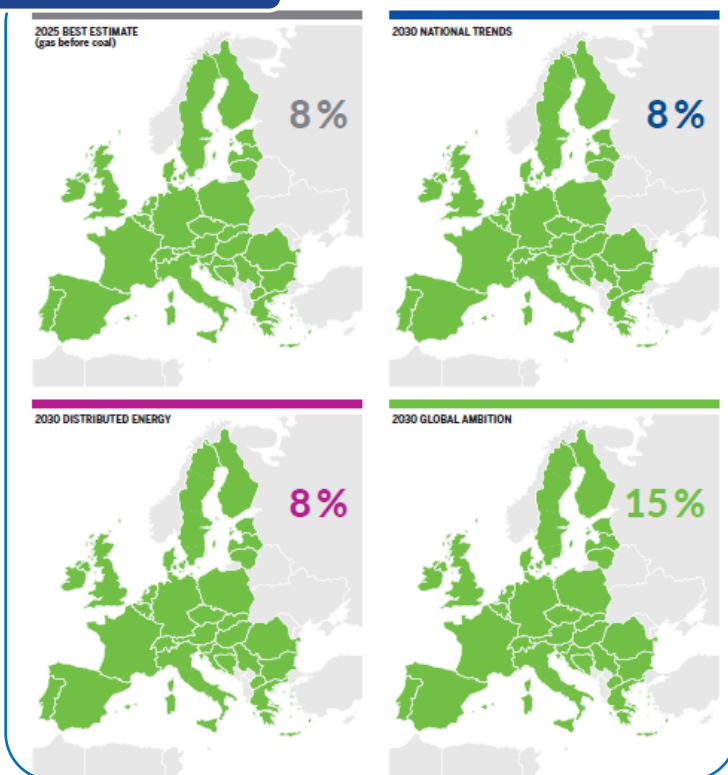 2025 BEST ESTIMATE
(gas before coal)
8 %
2030 NATIONAL TRENDS
8 %
2030 DISTRIBUTED ENERGY
8 %
2030 GLOBAL AMBITION
15 %